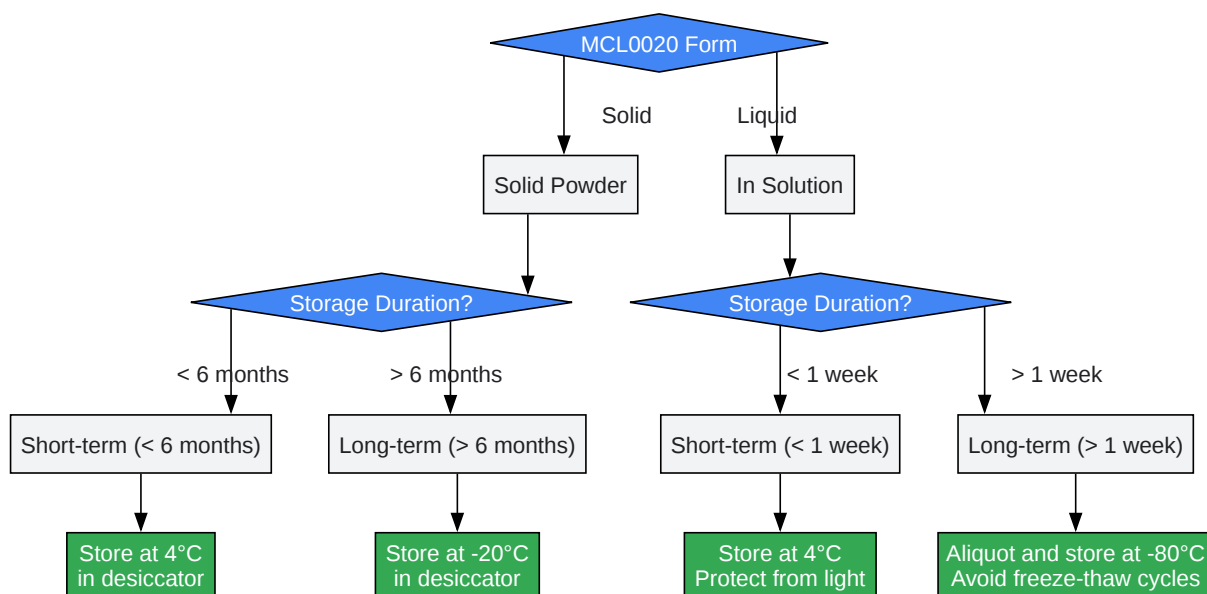 MCL0020 Form
Solid
Liquid
Solid Powder
In Solution
Storage Duration?
Storage Duration?
< 6 months
> 6 months
< 1 week
> 1 week
Short-term (< 6 months)
Long-term (> 6 months)
Short-term (< 1 week)
Long-term (> 1 week)
Store at 4°C
in desiccator
Store at -20°C
in desiccator
Store at 4°C
Protect from light
Aliquot and store at -80°C
Avoid freeze-thaw cycles